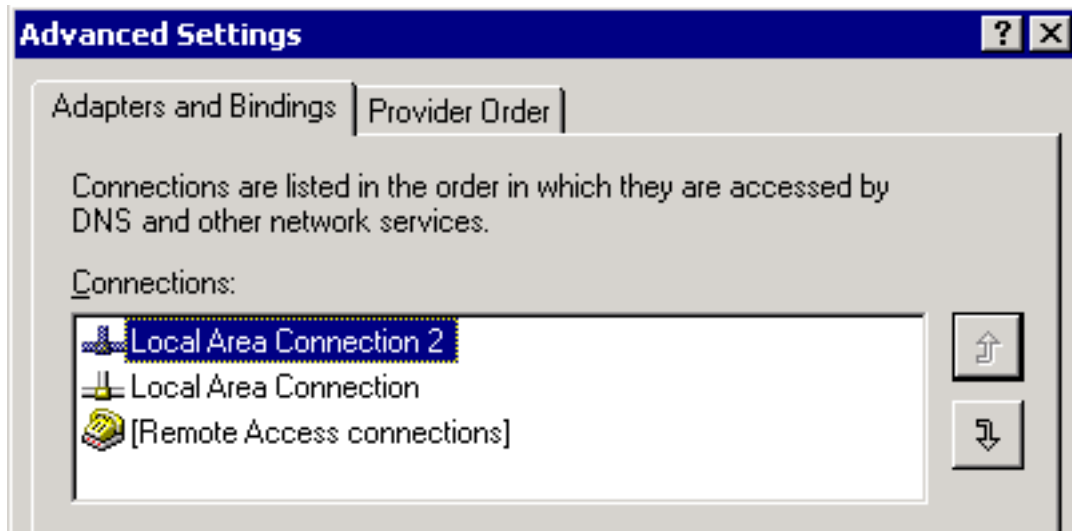 Advanced Settings
Adapters and Bindings
Provider Order
Connections are listed in the order in which they are accessed by
DNS and other network services.
Connections:
Local Area Connection 2
Local Area Connection
[Remote Access connections]